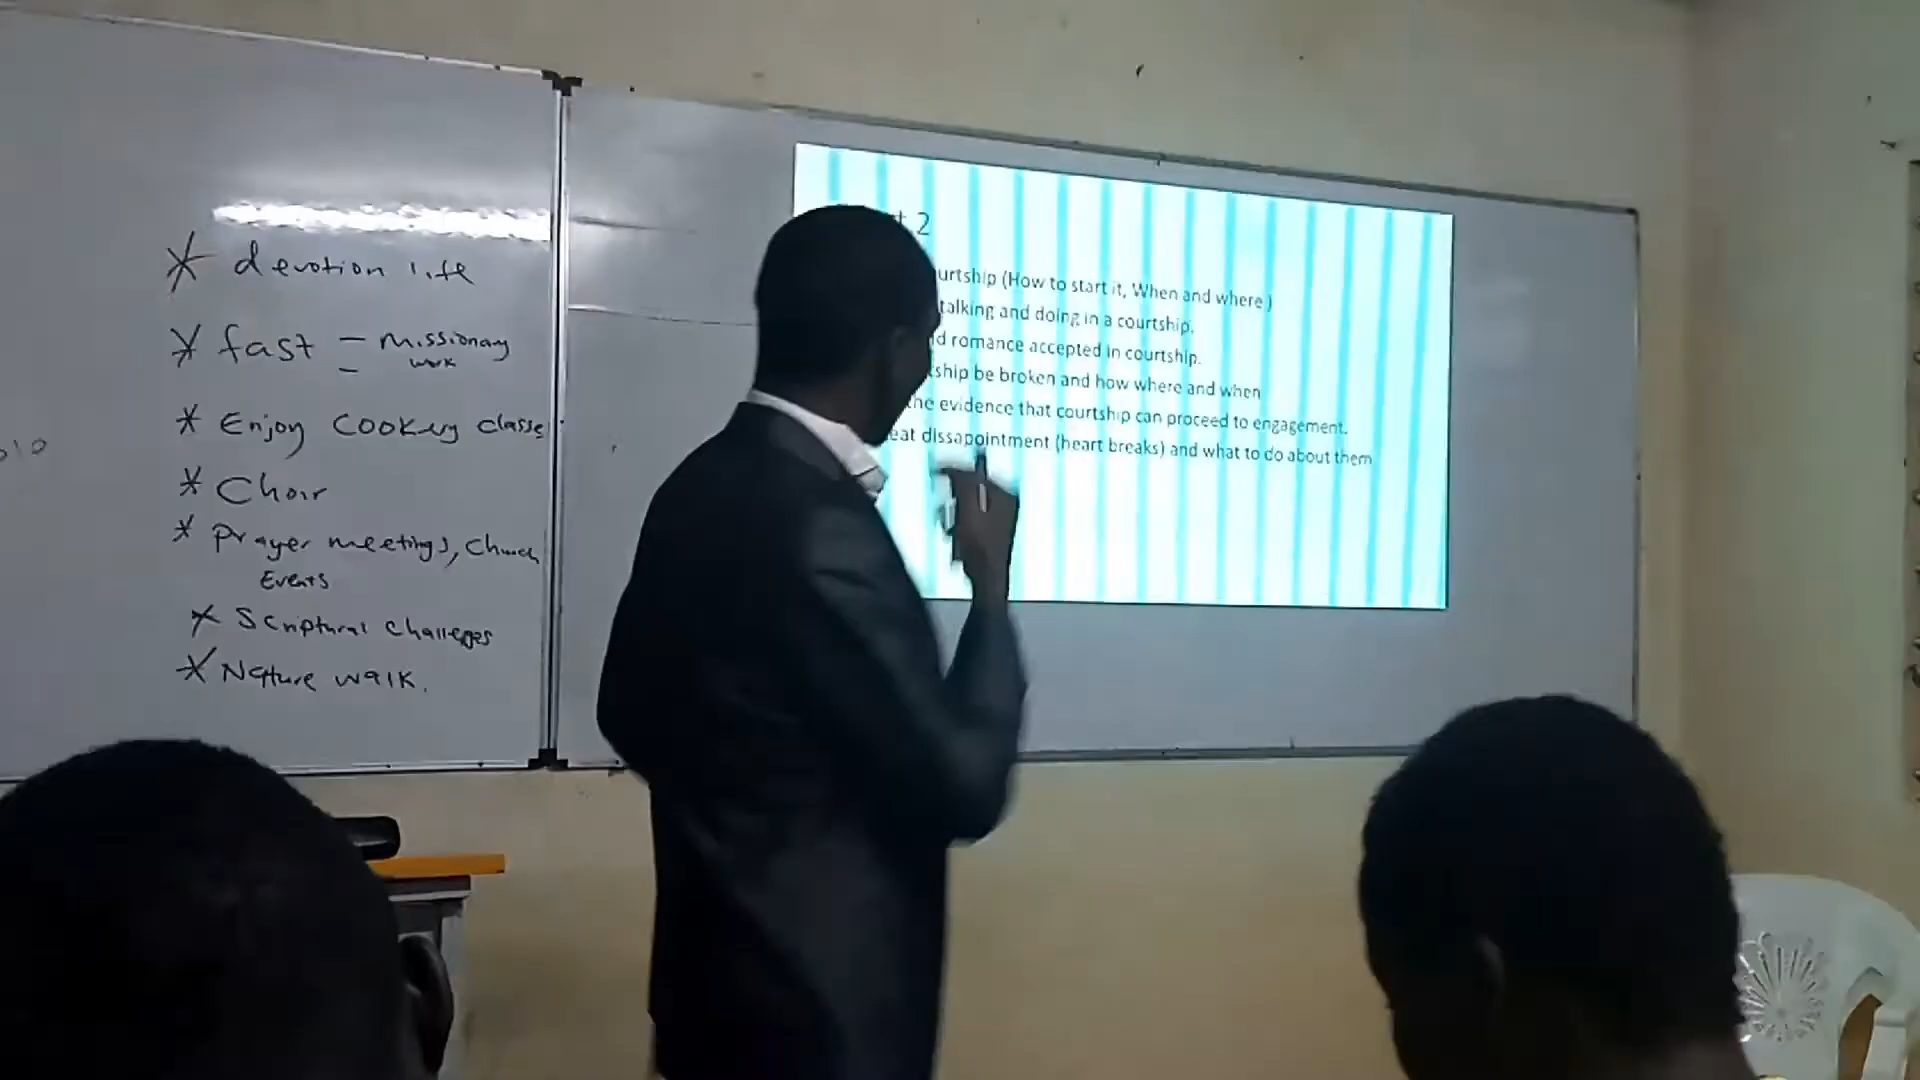 * devotion life
* fast = missionary
work
* Enjoy cookery classe
* Choir
* Prayer meetings, Church
Events
* Scriptural challenges
* Nature walk.
t 2
urtship (How to start it, When and where )
talking and doing in a courtship.
d romance accepted in courtship.
tship be broken and how where and when
the evidence that courtship can proceed to engagement.
eat dissapointment (heart breaks) and what to do about them